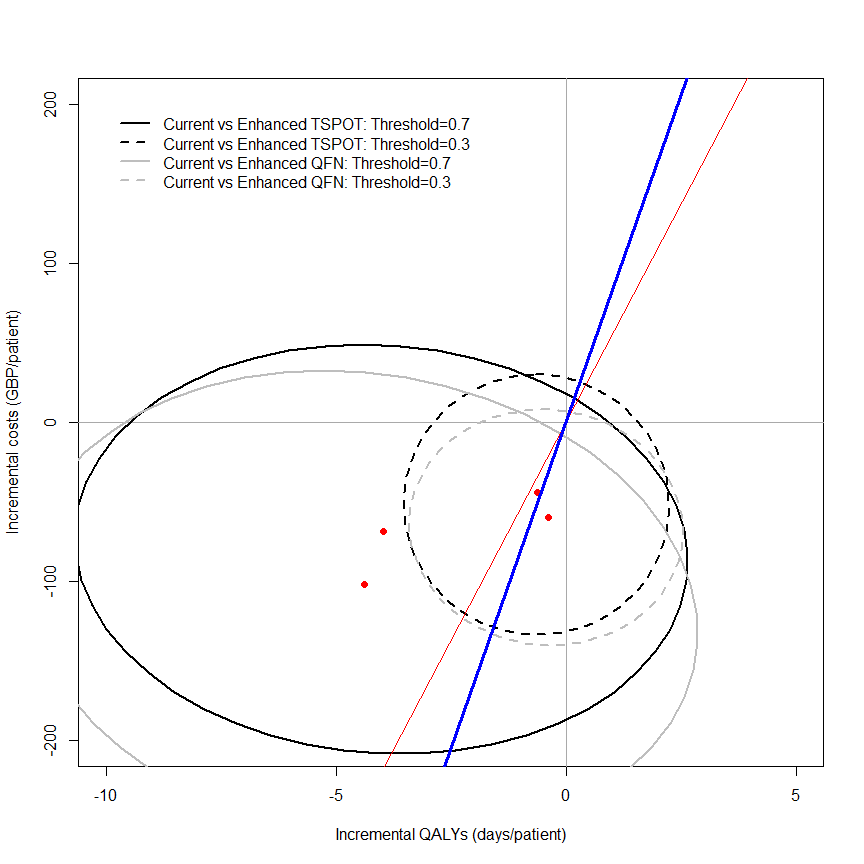 Current vs Enhanced TSPOT: Threshold=0.7
Current vs Enhanced TSPOT: Threshold=0.3
Current vs Enhanced QFN: Threshold=0.7
Current vs Enhanced QFN: Threshold=0.3
Incremental costs (GBP/patient)
200
100
0
-100
-200
-10
-5
0
5
Incremental QALYs (days/patient)